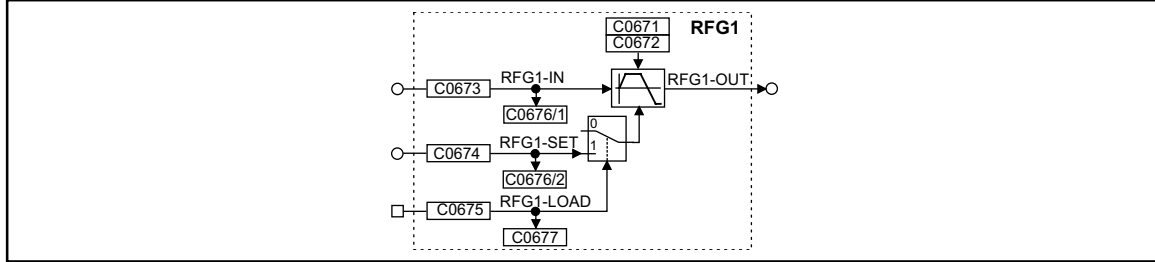 C0671
RFG1
C0672
RFG1-IN
RFG1-OUT
C0673
C0676/1
0
RFG1-SET
1
C0674
C0676/2
RFG1-LOAD
C0675
C0677